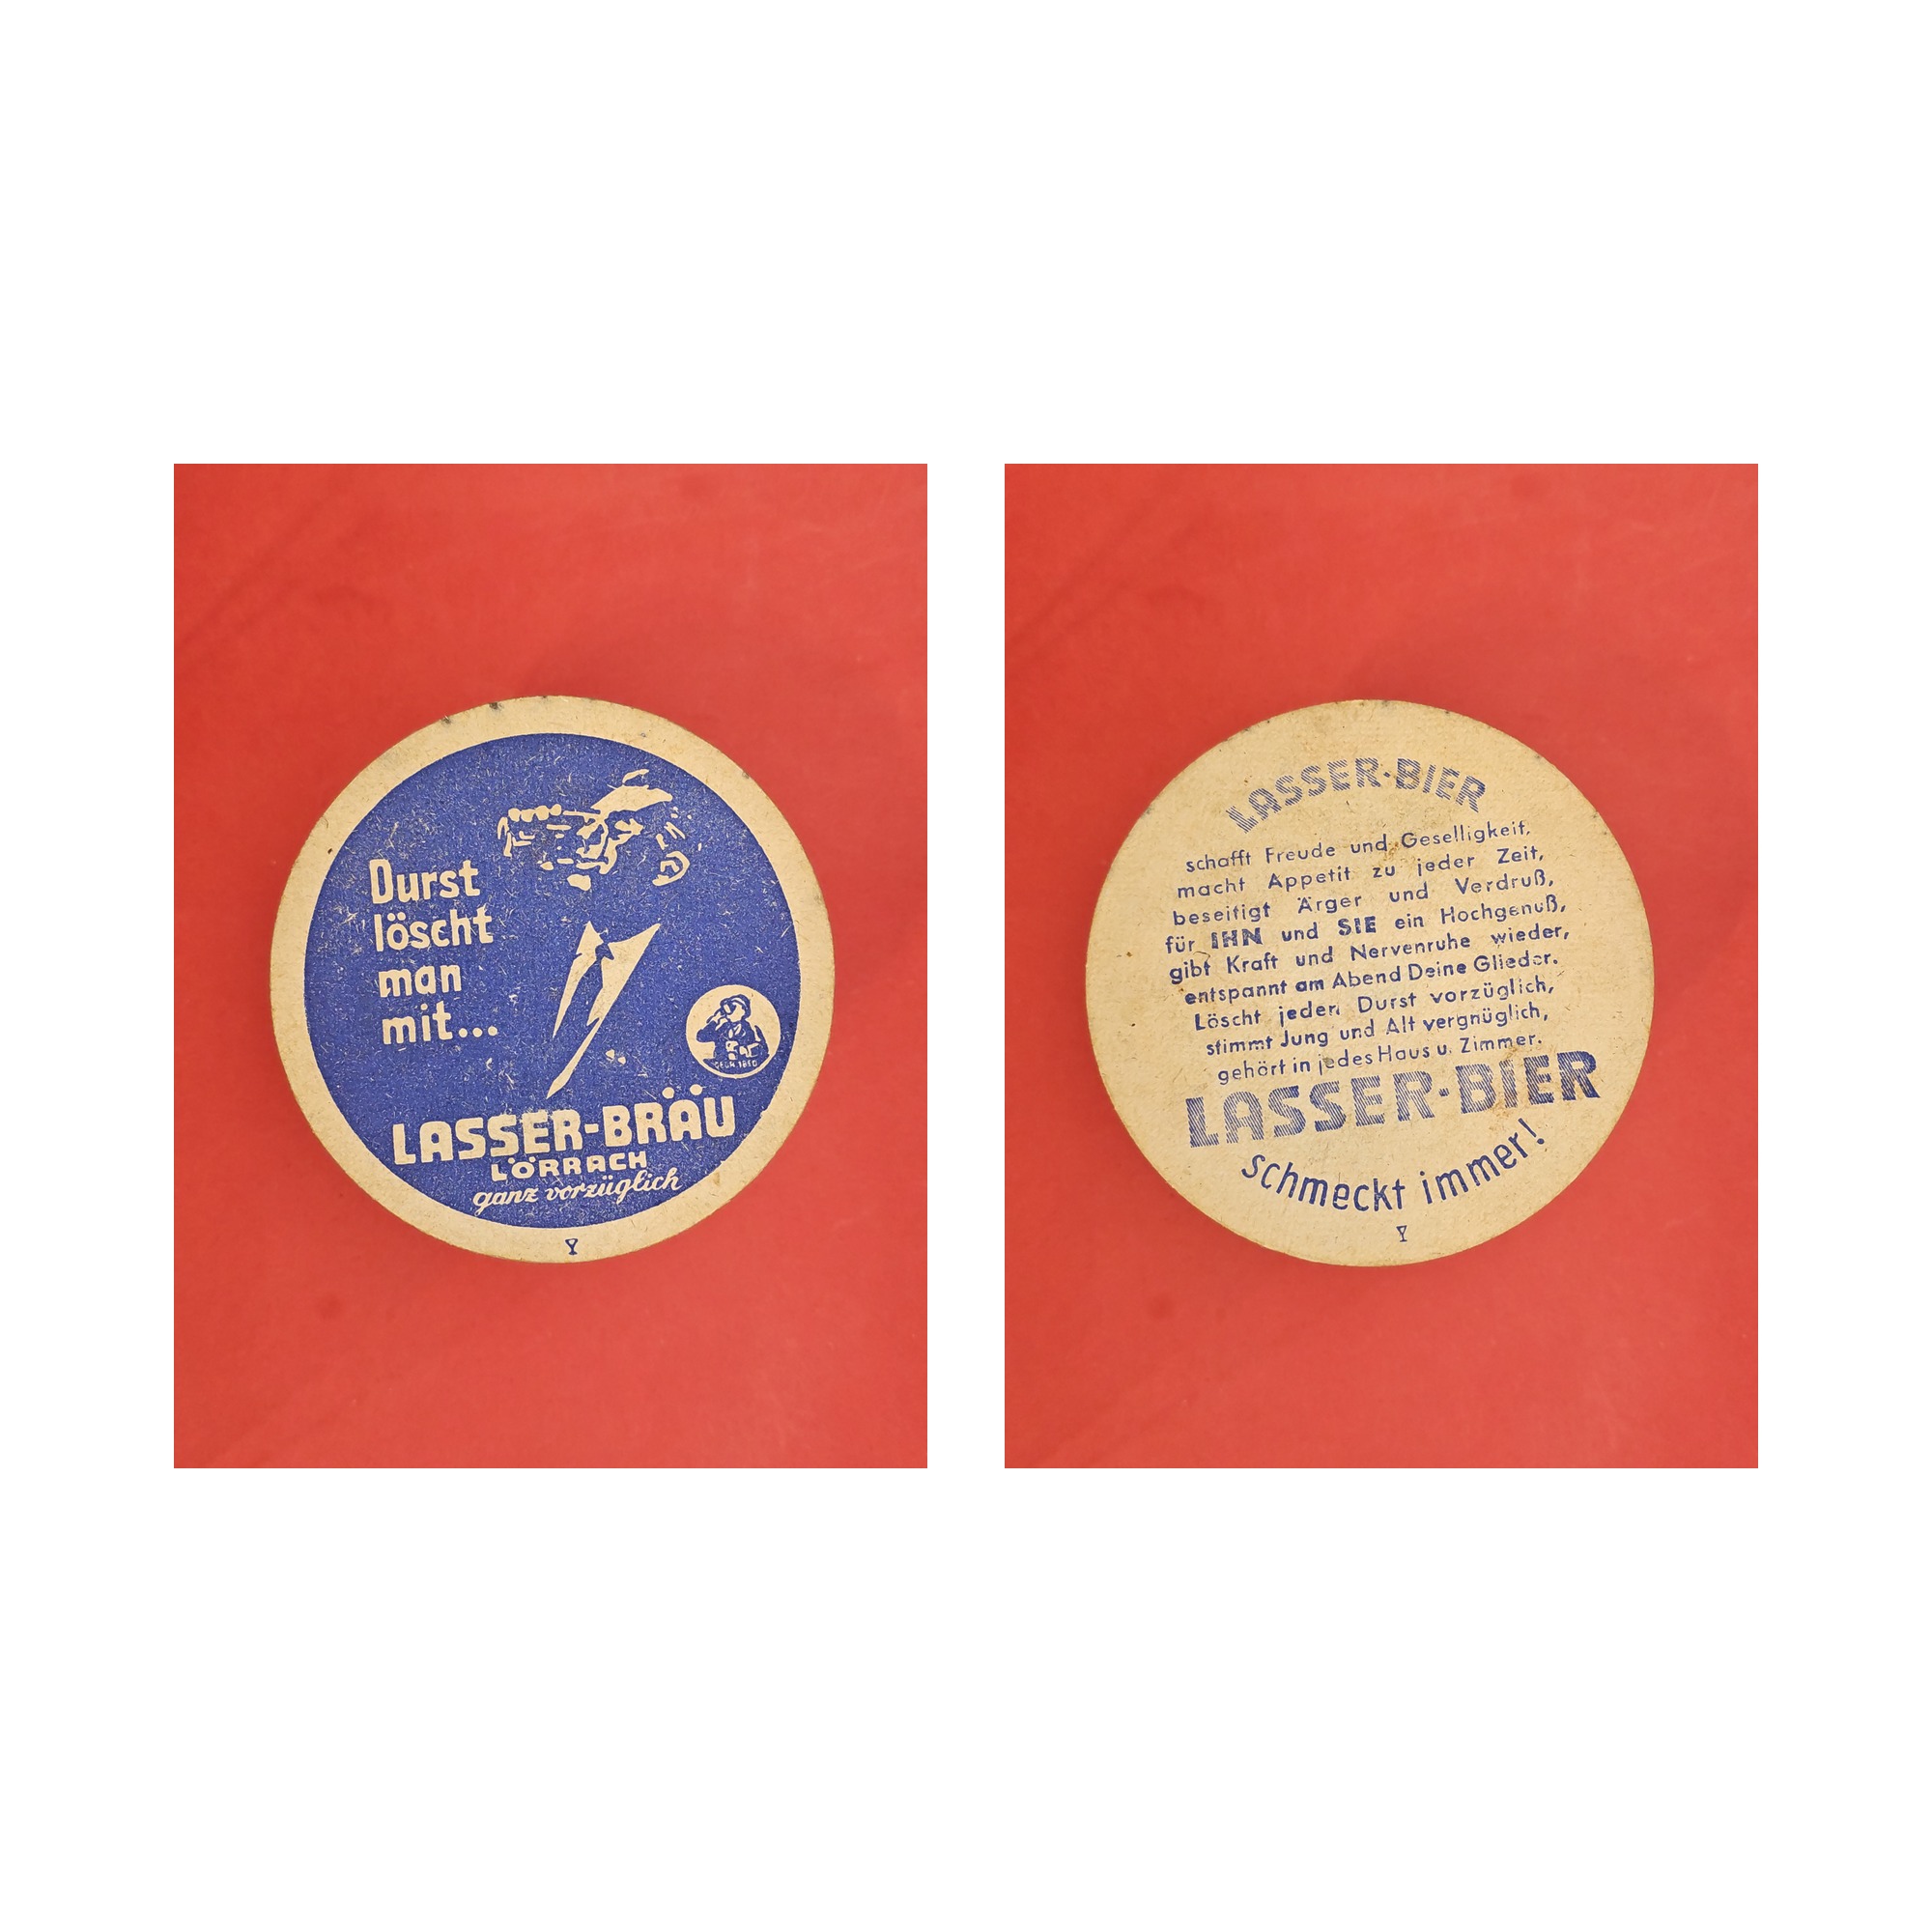 Durst
löscht
man
mit...
LASSER-BRÄU
LÖRRACH
ganz vorzüglich
LASSER-BIER
schafft Freude und Geselligkeit,
macht Appetit zu jeder Zeit,
beseitigt Ärger und Verdruß,
für IHN und SIE ein Hochgenuß,
gibt Kraft und Nervenruhe wieder,
entspannt am Abend Deine Glieder.
Löscht jeden Durst vorzüglich,
stimmt Jung und Alt vergnüglich,
gehört in jedes Haus u. Zimmer.
LASSER-BIER
schmeckt immer!